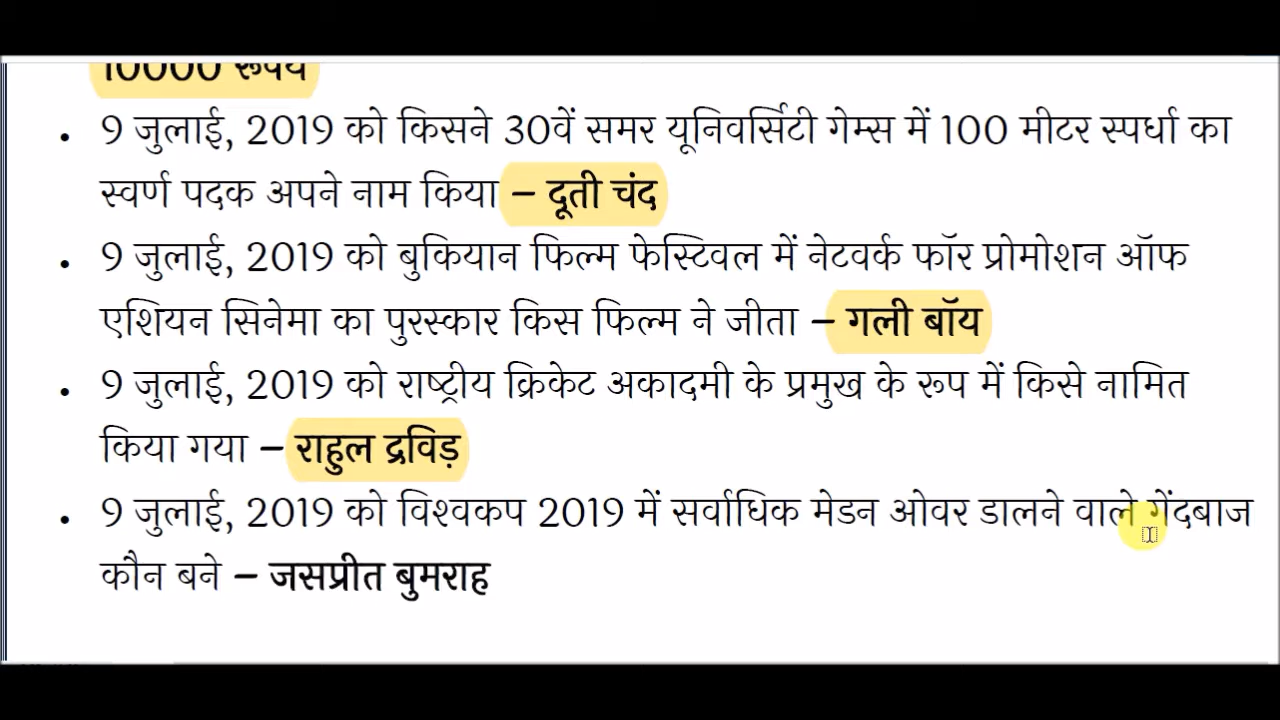 10000 रूपये
• 9 जुलाई, 2019 को किसने 30वें समर यूनिवर्सिटी गेम्स में 100 मीटर स्पर्धा का
स्वर्ण पदक अपने नाम किया – दूती चंद
• 9 जुलाई, 2019 को बुकियान फिल्म फेस्टिवल में नेटवर्क फॉर प्रोमोशन ऑफ
एशियन सिनेमा का पुरस्कार किस फिल्म ने जीता – गली बॉय
• 9 जुलाई, 2019 को राष्ट्रीय क्रिकेट अकादमी के प्रमुख के रूप में किसे नामित
किया गया – राहुल द्रविड़
• 9 जुलाई, 2019 को विश्वकप 2019 में सर्वाधिक मेडन ओवर डालने वाले गेंदबाज
कौन बने – जसप्रीत बुमराह